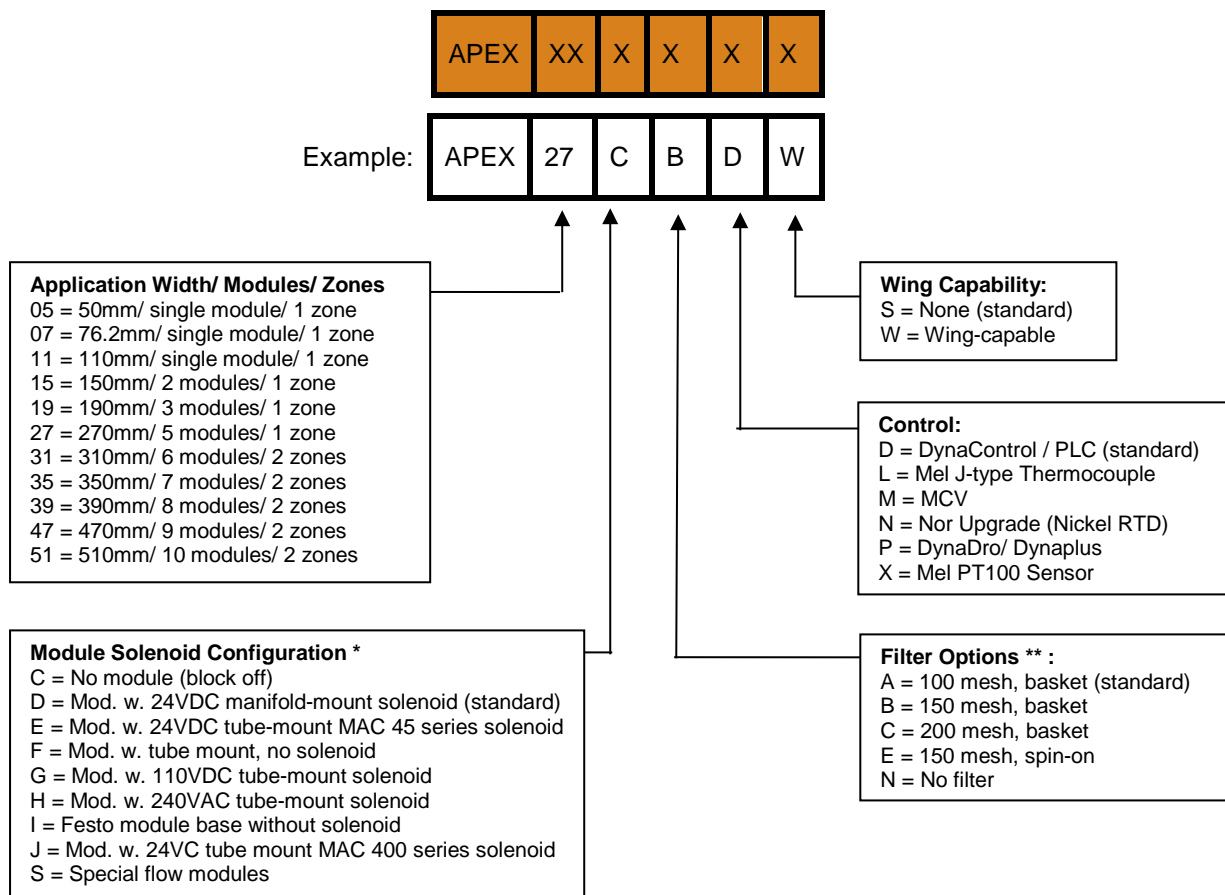 APEX XX X X X X
Example: APEX 27 C B D W
Application Width/ Modules/ Zones
05 = 50mm/ single module/ 1 zone
07 = 76.2mm/ single module/ 1 zone
11 = 110mm/ single module/ 1 zone
15 = 150mm/ 2 modules/ 1 zone
19 = 190mm/ 3 modules/ 1 zone
27 = 270mm/ 5 modules/ 1 zone
31 = 310mm/ 6 modules/ 2 zones
35 = 350mm/ 7 modules/ 2 zones
39 = 390mm/ 8 modules/ 2 zones
47 = 470mm/ 9 modules/ 2 zones
51 = 510mm/ 10 modules/ 2 zones
Wing Capability:
S = None (standard)
W = Wing-capable
Control:
D = DynaControl / PLC (standard)
L = Mel J-type Thermocouple
M = MCV
N = Nor Upgrade (Nickel RTD)
P = DynaDro/ Dynaplus
X = Mel PT100 Sensor
Module Solenoid Configuration *
C = No module (block off)
D = Mod. w. 24VDC manifold-mount solenoid (standard)
E = Mod. w. 24VDC tube-mount MAC 45 series solenoid
F = Mod. w. tube mount, no solenoid
G = Mod. w. 110VDC tube-mount solenoid
H = Mod. w. 240VAC tube-mount solenoid
I = Festo module base without solenoid
J = Mod. w. 24VC tube mount MAC 400 series solenoid
S = Special flow modules
Filter Options ** :
A = 100 mesh, basket (standard)
B = 150 mesh, basket
C = 200 mesh, basket
E = 150 mesh, spin-on
N = No filter